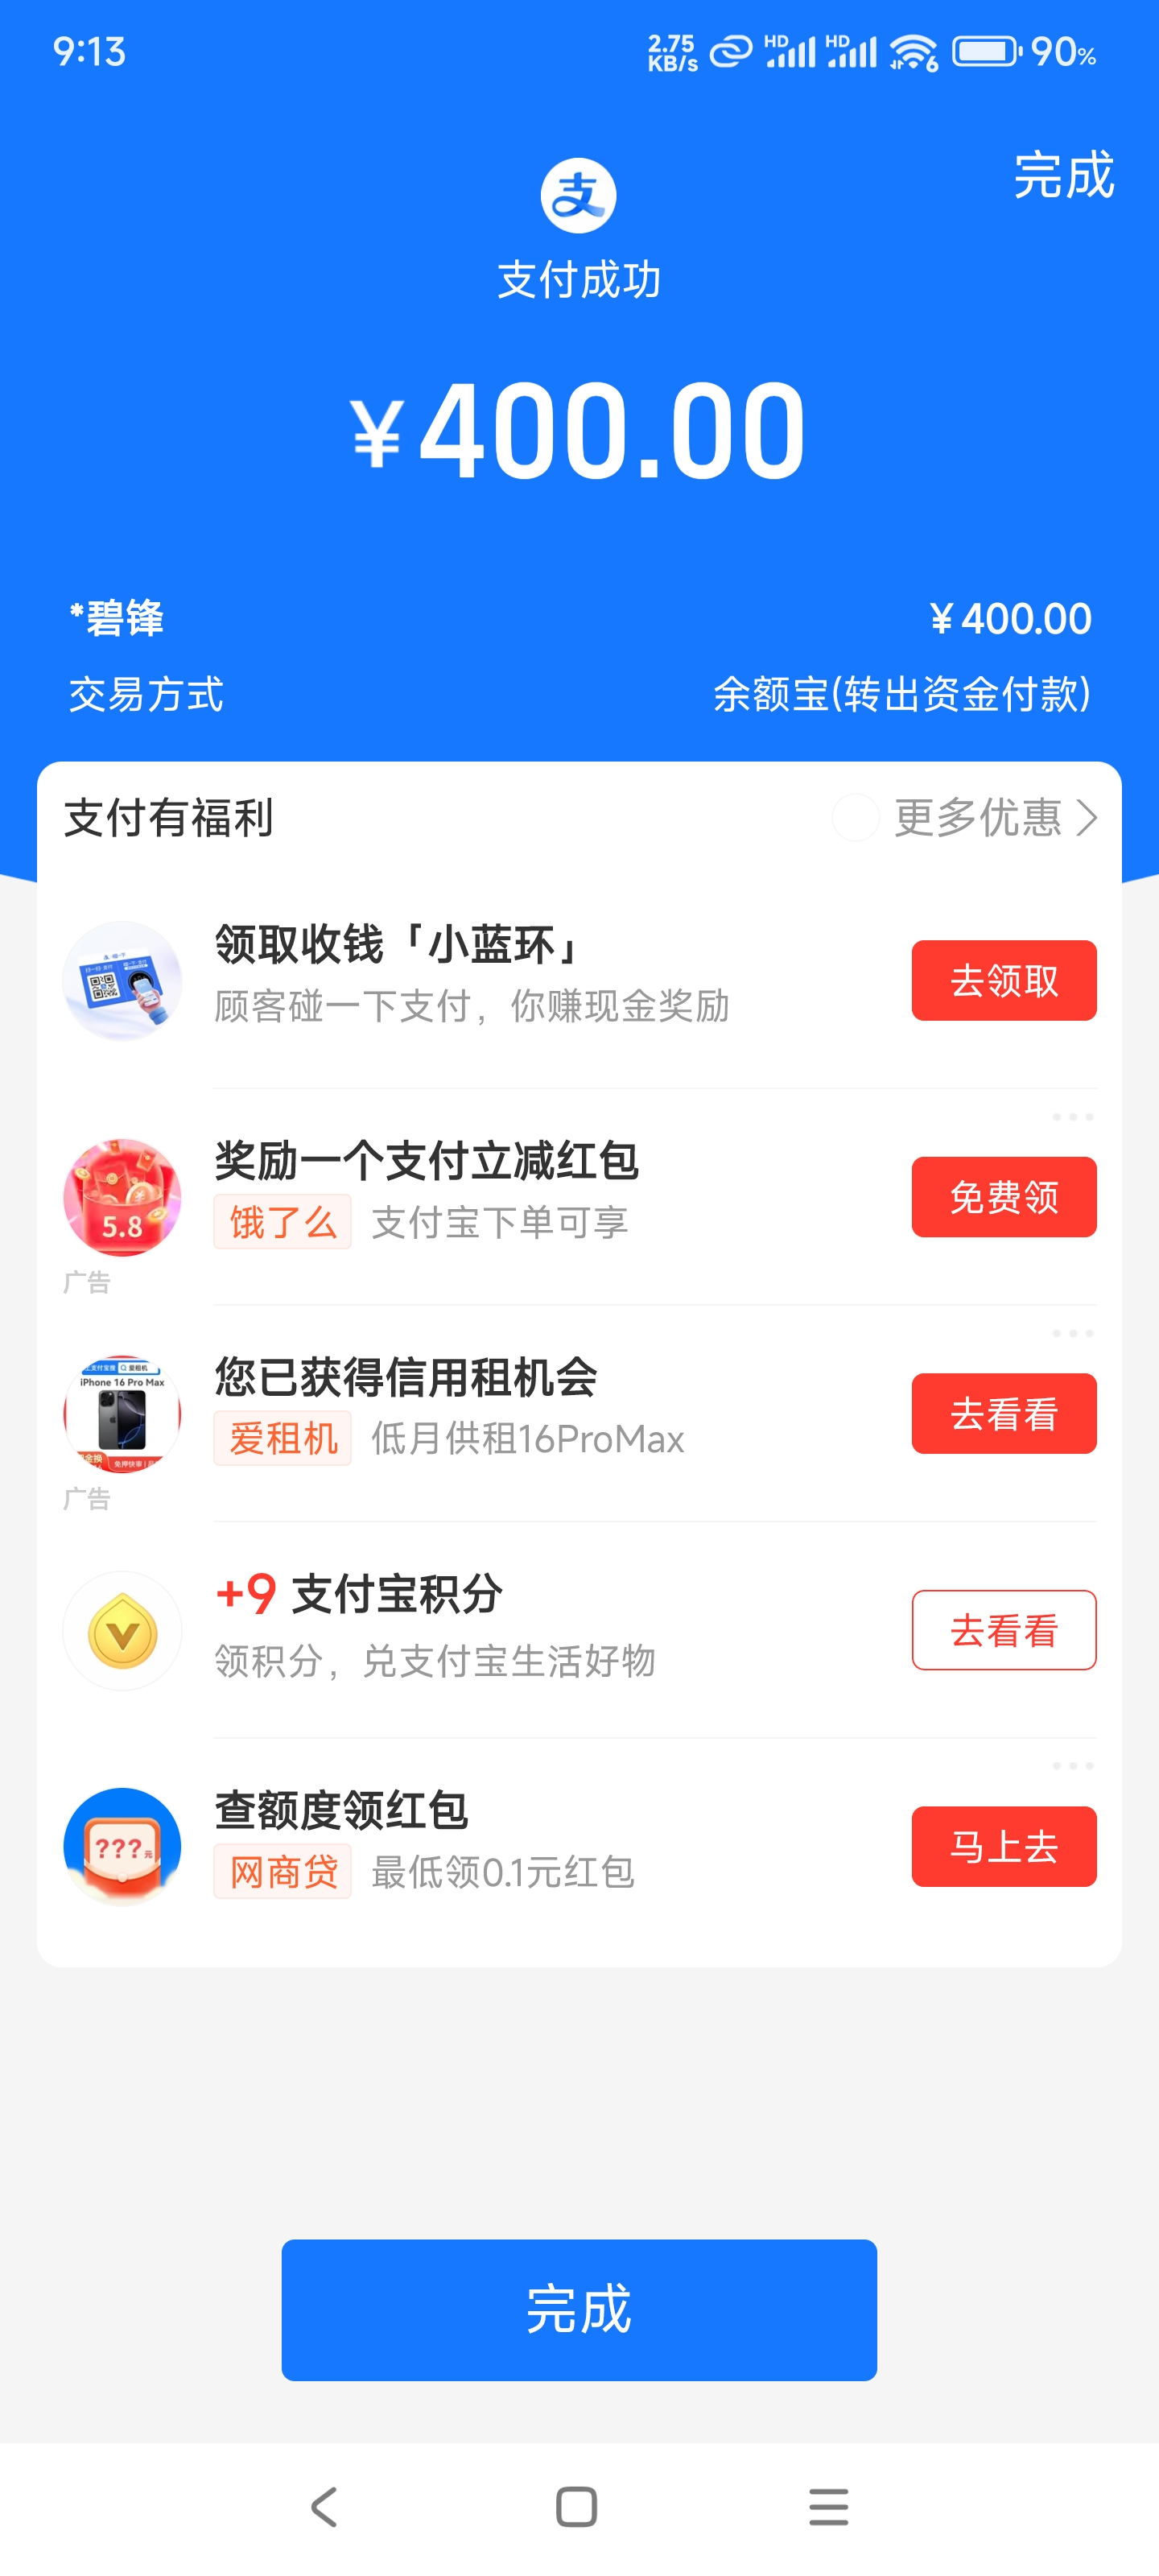 9:13
2.75
KB/s
HD
HD
6
90%
完成
支
支付成功
¥400.00
*碧锋
¥400.00
交易方式
余额宝(转出资金付款)
支付有福利
更多优惠
领取收钱「小蓝环」
顾客碰一下支付，你赚现金奖励
去领取
奖励一个支付立减红包
5.8
饿了么
支付宝下单可享
免费领
广告
您已获得信用租机会
爱租机
iPhone 16 Pro Max
爱租机
低月供租16ProMax
去看看
广告
+9 支付宝积分
领积分，兑支付宝生活好物
去看看
查额度领红包
???元
网商贷
最低领0.1元红包
马上去
完成